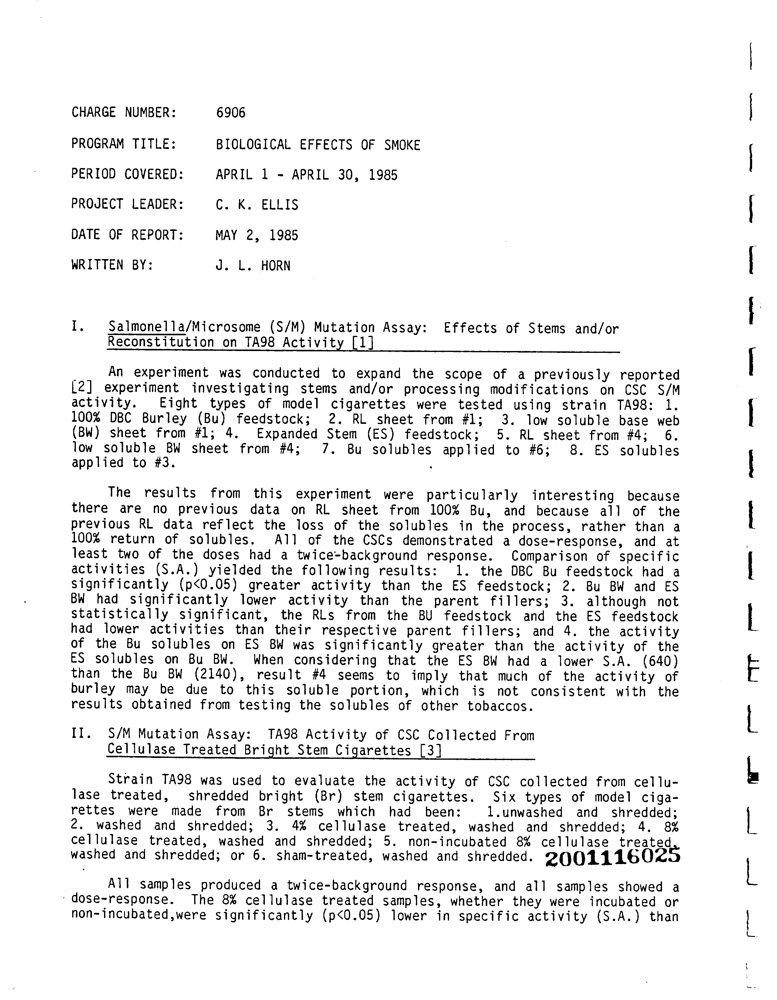 CHARGE NUMBER: 6906
PROGRAM TITLE: BIOLOGICAL EFFECTS OF SMOKE
PERIOD COVERED: APRIL 1 - APRIL 30, 1985
PROJECT LEADER: C. K. ELLIS
DATE OF REPORT: MAY 2, 1985
WRITTEN BY: J. L. HORN
I. Salmonella/Microsome (S/M) Mutation Assay: Effects of Stems and/or
Reconstitution on TA98 Activity [1]
An experiment was conducted to expand the scope of a previously reported
[2] experiment investigating stems and/or processing modifications on CSC S/M
activity. Eight types of model cigarettes were tested using strain TA98: 1.
100% DBC Burley (Bu) feedstock; 2. RL sheet from #1; 3. low soluble base web
(BW) sheet from #1; 4. Expanded Stem (ES) feedstock; 5. RL sheet from #4; 6.
low soluble BW sheet from #4; 7. Bu solubles applied to #6; 8. ES solubles
applied to #3.
The results from this experiment were particularly interesting because
there are no previous data on RL sheet from 100% Bu, and because all of the
previous RL data reflect the loss of the solubles in the process, rather than a
100% return of solubles. All of the CSCs demonstrated a dose-response, and at
least two of the doses had a twice-background response. Comparison of specific
activities (S.A.) yielded the following results: 1. the DBC Bu feedstock had a
significantly (p<0.05) greater activity than the ES feedstock; 2. Bu BW and ES
BW had significantly lower activity than the parent fillers; 3. although not
statistically significant, the RLs from the BU feedstock and the ES feedstock
had lower activities than their respective parent fillers; and 4. the activity
of the Bu solubles on ES BW was significantly greater than the activity of the
ES solubles on Bu BW. When considering that the ES BW had a lower S.A. (640)
than the Bu BW (2140), result #4 seems to imply that much of the activity of
burley may be due to this soluble portion, which is not consistent with the
results obtained from testing the solubles of other tobaccos.
II. S/M Mutation Assay: TA98 Activity of CSC Collected From
Cellulase Treated Bright Stem Cigarettes [3]
Strain TA98 was used to evaluate the activity of CSC collected from cellu-
lase treated, shredded bright (Br) stem cigarettes. Six types of model ciga-
rettes were made from Br stems which had been: 1.unwashed and shredded;
2. washed and shredded; 3. 4% cellulase treated, washed and shredded; 4. 8%
cellulase treated, washed and shredded; 5. non-incubated 8% cellulase treated,
washed and shredded; or 6. sham-treated, washed and shredded. 2001116025
All samples produced a twice-background response, and all samples showed a
dose-response. The 8% cellulase treated samples, whether they were incubated or
non-incubated,were significantly (p<0.05) lower in specific activity (S.A.) than